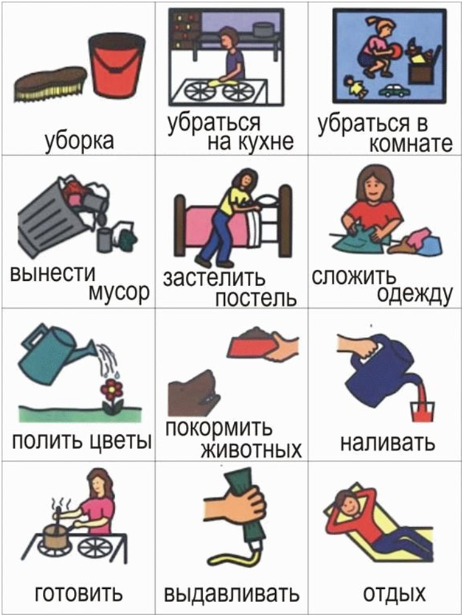 уборка
убраться
на кухне
убраться в
комнате
вынести
мусор
застелить
постель
сложить
одежду
полить цветы
покормить
животных
наливать
готовить
выдавливать
отдых